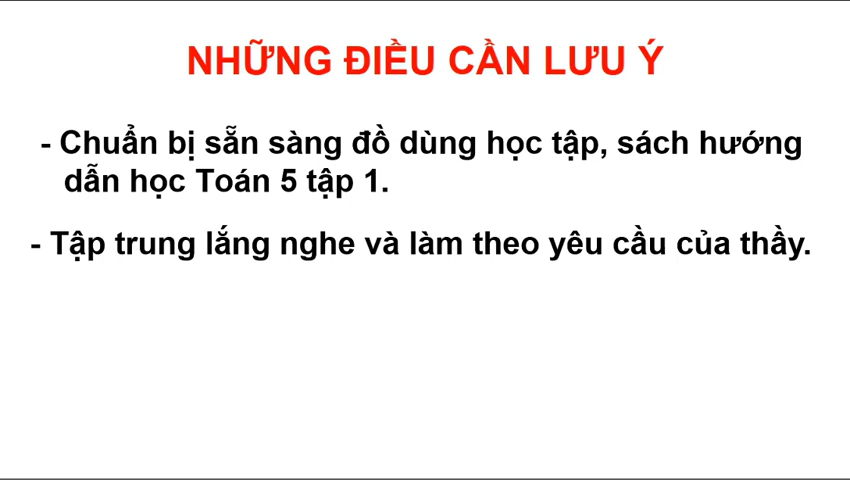 NHỮNG ĐIỀU CẦN LƯU Ý
- Chuẩn bị sẵn sàng đồ dùng học tập, sách hướng
dẫn học Toán 5 tập 1.
- Tập trung lắng nghe và làm theo yêu cầu của thầy.